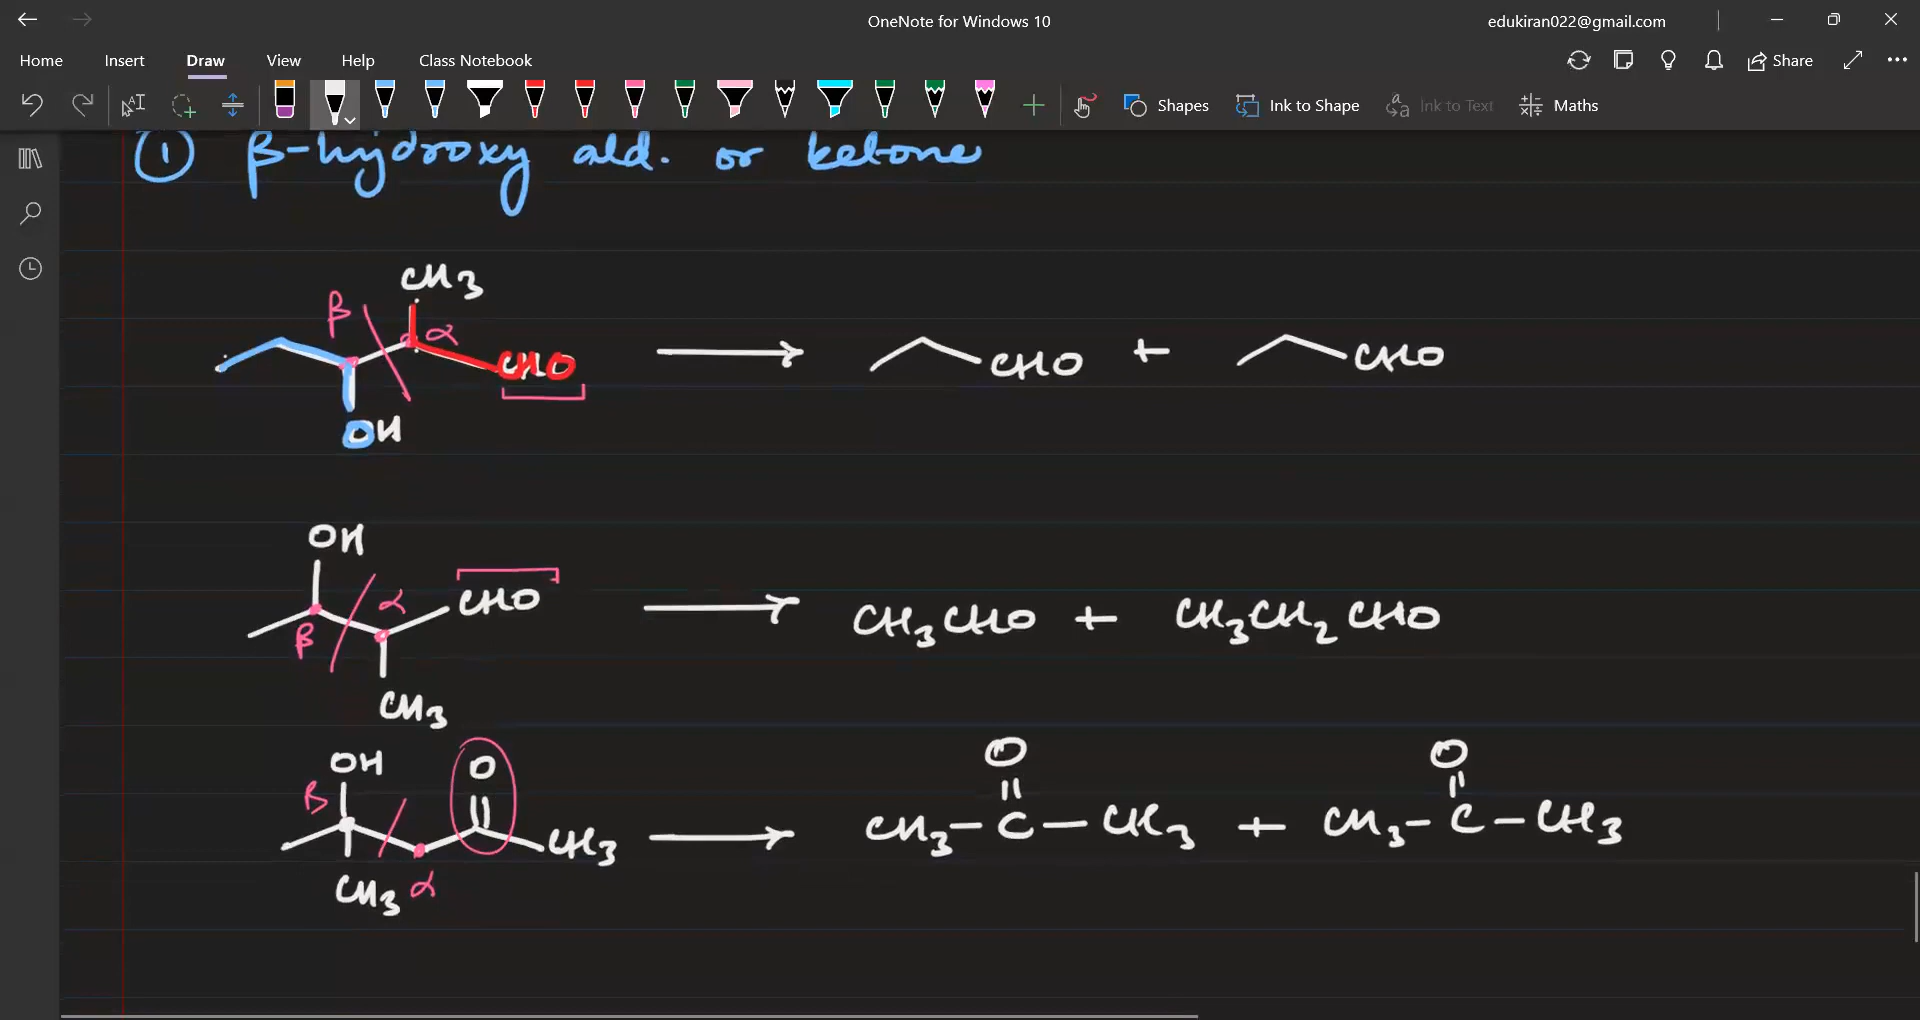 OneNote for Windows 10
edukiran022@gmail.com
Home Insert Draw View Help Class Notebook
Share
Shapes Ink to Shape Ink to Text Maths
① β-hydroxy ald. or ketone
CH3
β α
CHO → CHO + CHO
OH
OH
α CHO → CH3CHO + CH3CH2CHO
β
CH3
OH O O O
β
CH3 → CH3-C-CH3 + CH3-C-CH3
CH3 α